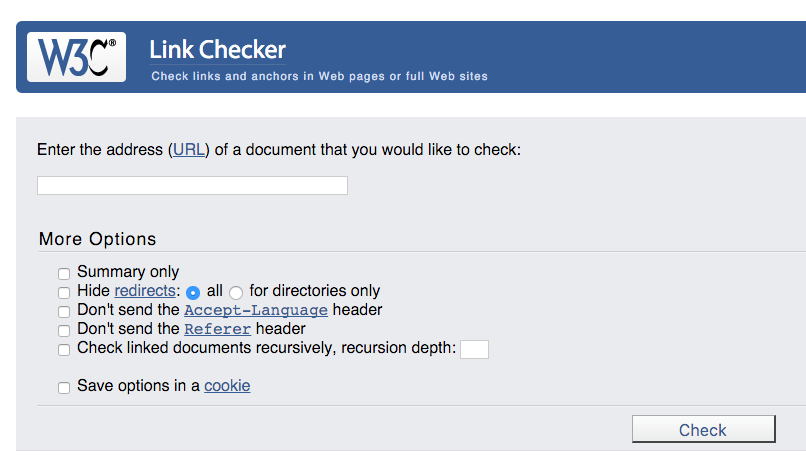 W3C®
Link Checker
Check links and anchors in Web pages or full Web sites
Enter the address (URL) of a document that you would like to check:
More Options
Summary only
Hide redirects: all for directories only
Don't send the Accept-Language header
Don't send the Referer header
Check linked documents recursively, recursion depth:
Save options in a cookie
Check